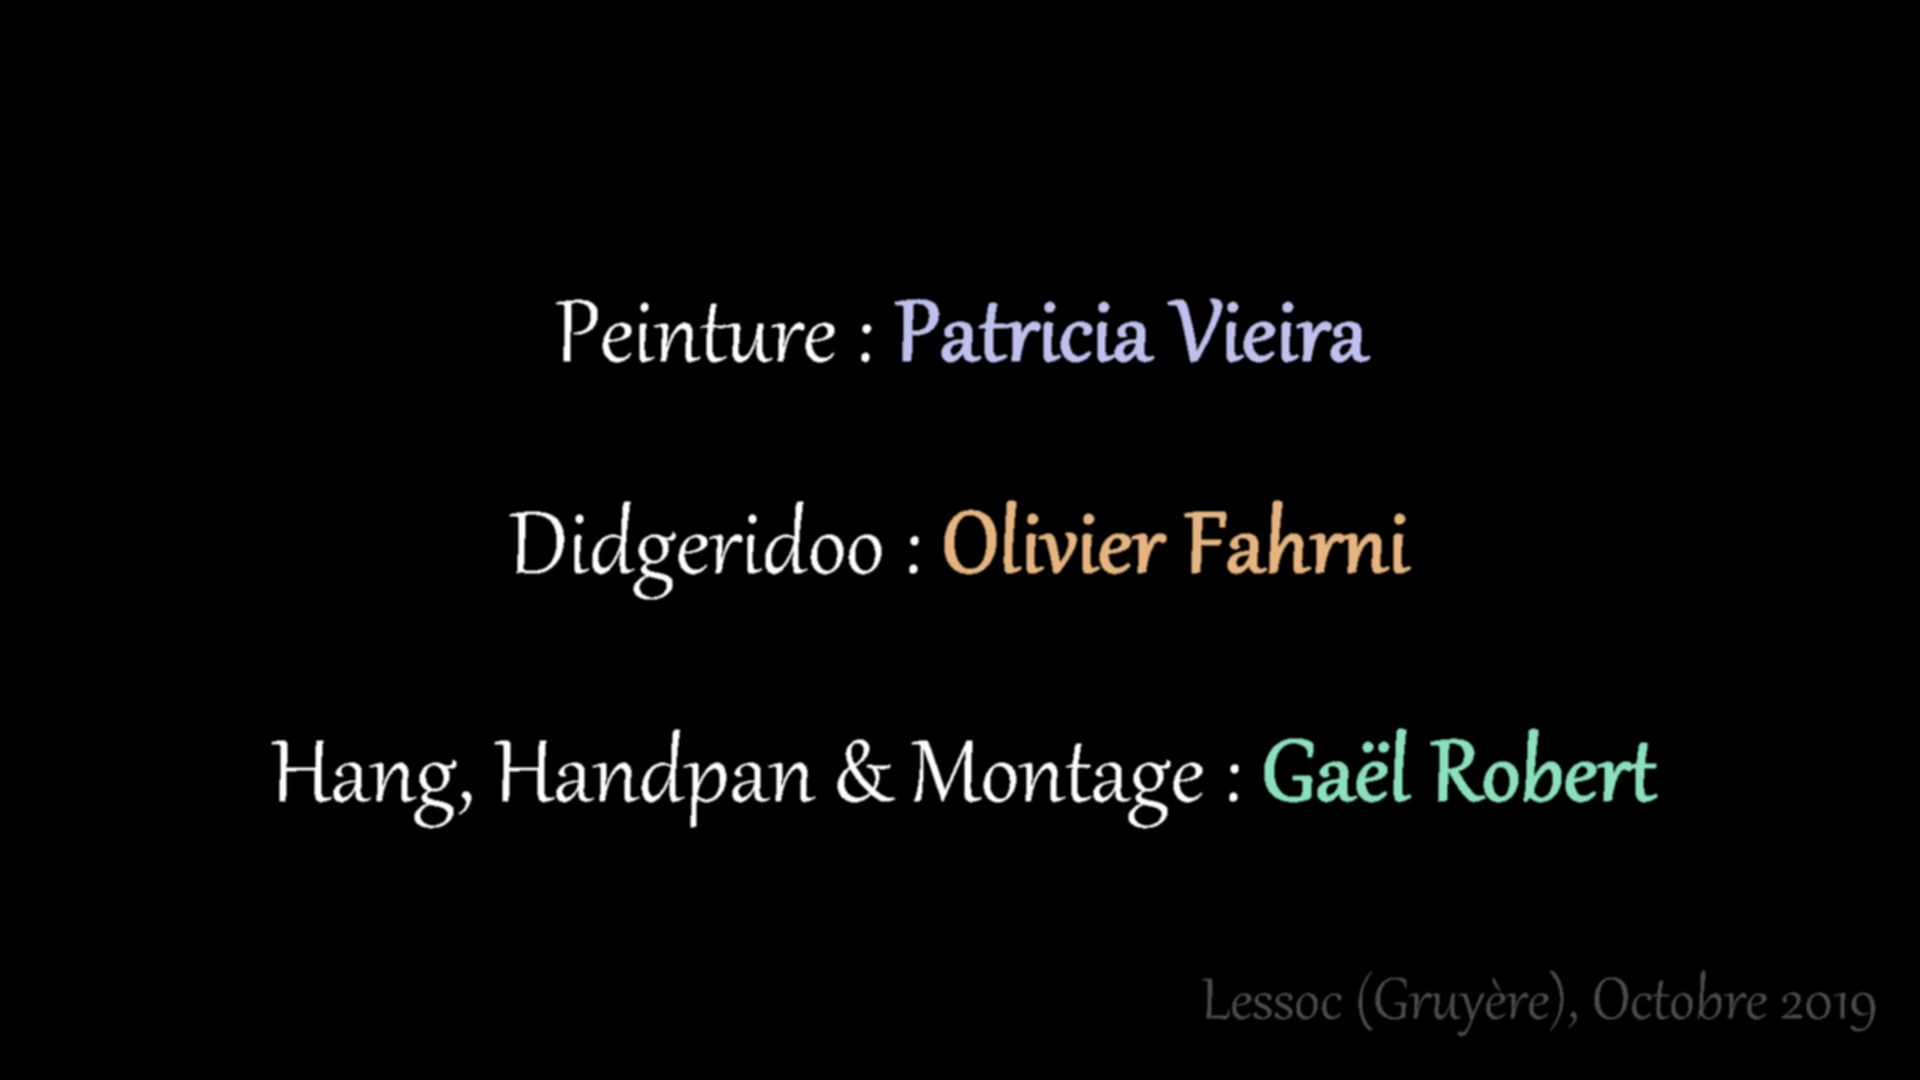 Peinture : Patricia Vieira
Didgeridoo : Olivier Fahrni
Hang, Handpan & Montage : Gaël Robert
Lessoc (Gruyère), Octobre 2019